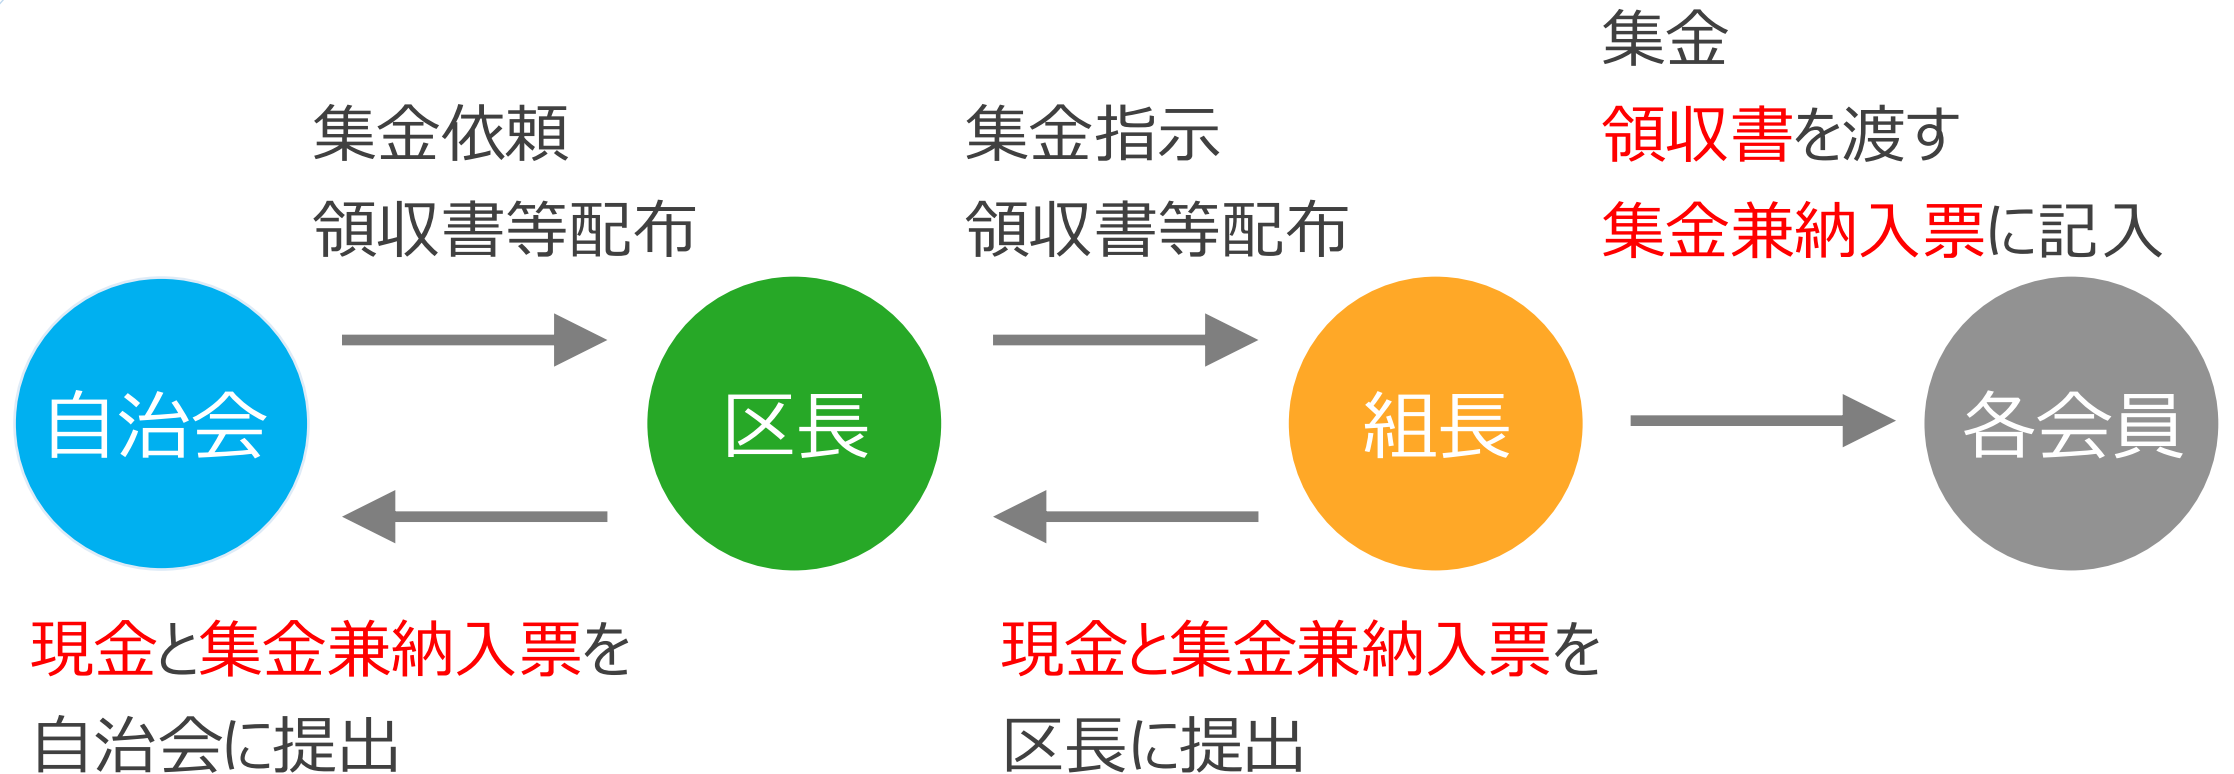 集金
集金依頼
集金指示
領収書を渡す
領収書等配布
領収書等配布
集金兼納入票に記入
自治会
区長
組長
各会員
現金と集金兼納入票を
自治会に提出
現金と集金兼納入票を
区長に提出